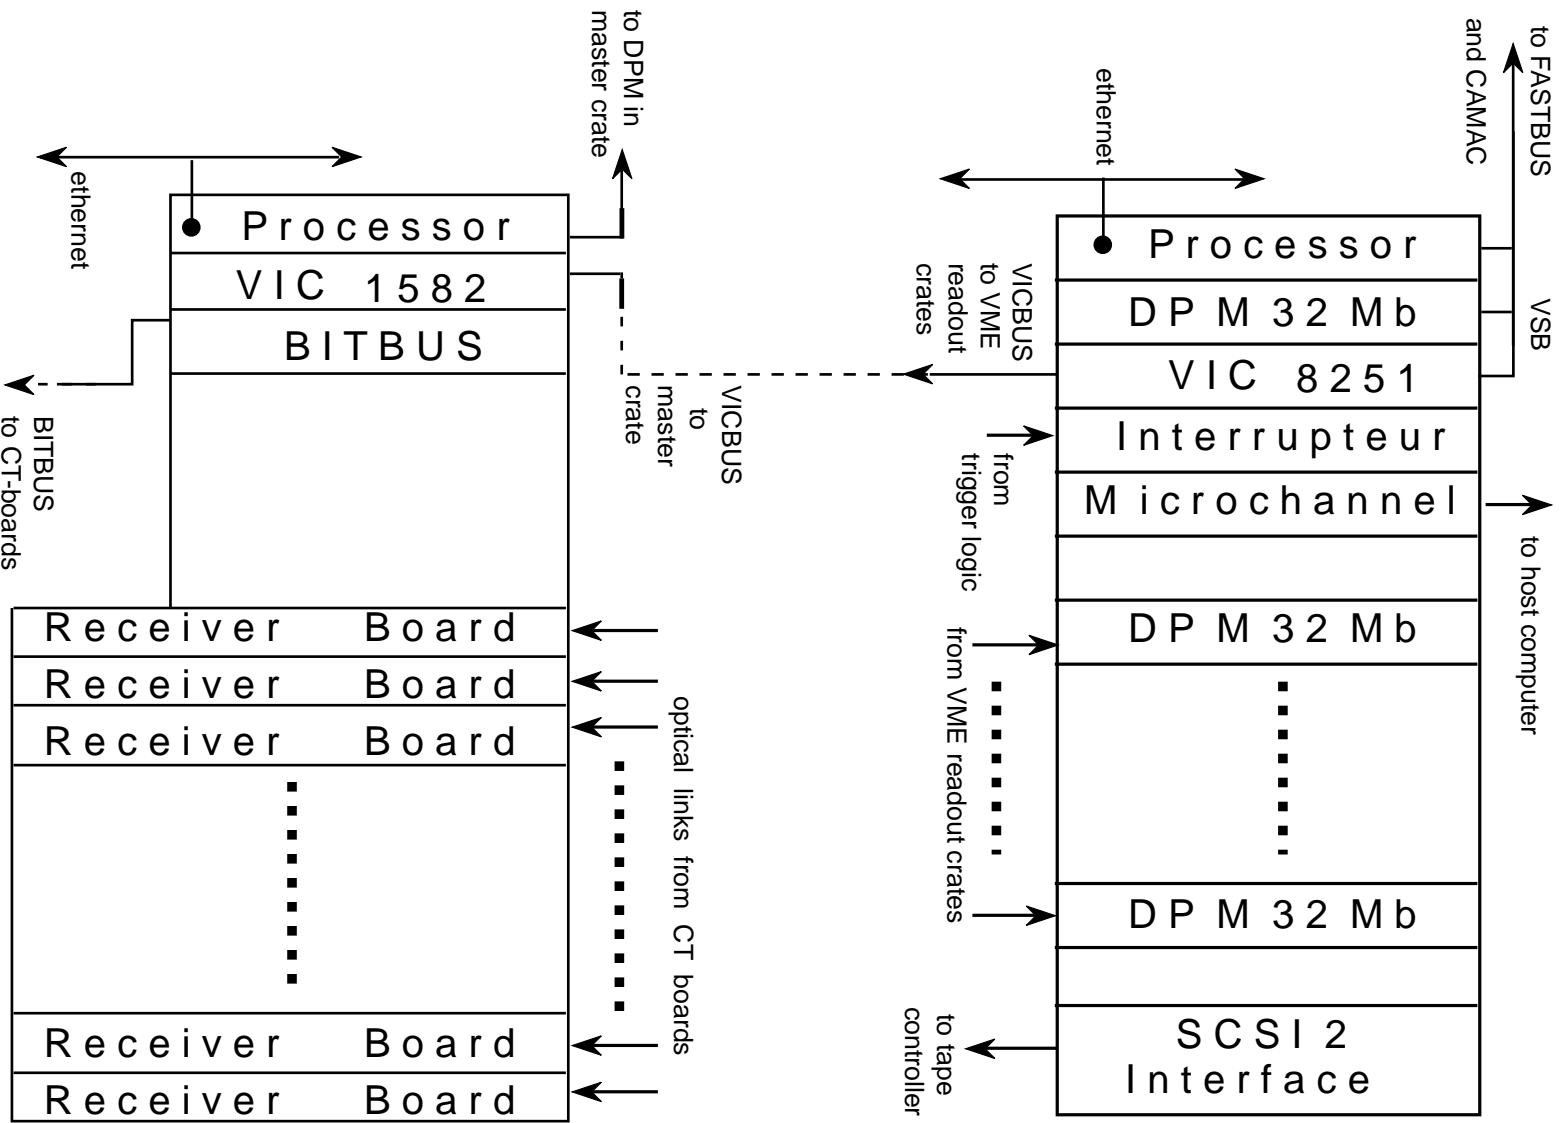 to DPM in
master crate
ethernet
Processor
VIC 1582
BITBUS
BITBUS
to CT-boards
Receiver Board
Receiver Board
Receiver Board
Receiver Board
Receiver Board
optical links from CT boards
VICBUS
to
master
crate
to FASTBUS
and CAMAC
ethernet
VSB
Processor
DPM 32 Mb
VIC 8251
Interrupteur
Microchannel
DPM 32 Mb
DPM 32 Mb
SCSI 2
Interface
VICBUS
to VME
readout
crates
from
trigger logic
to host computer
from VME readout crates
to tape
controller